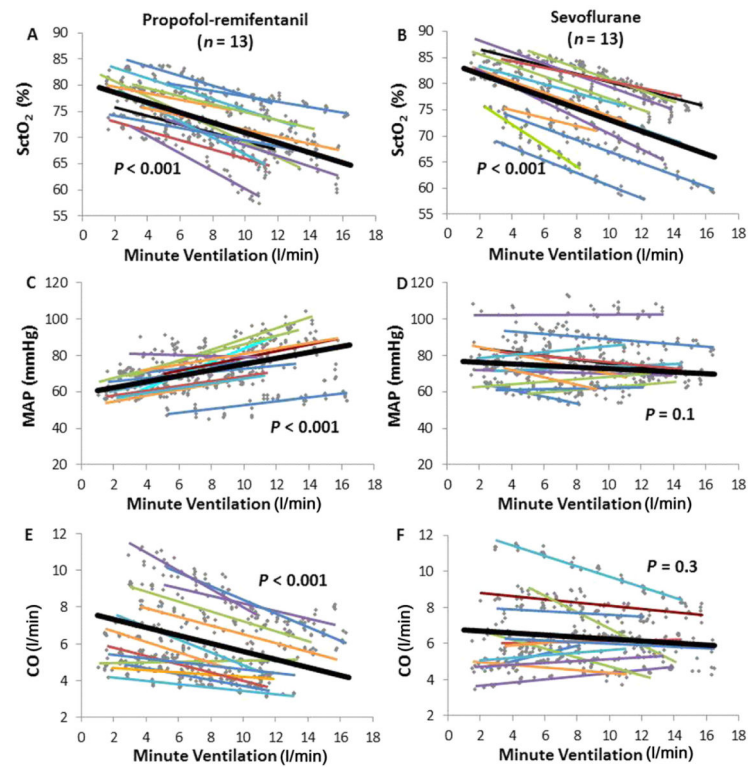 Propofol-remifentanil
(n = 13)
Sevoflurane
(n = 13)
A
SctO₂ (%)
90
85
80
75
70
65
60
55
P < 0.001
0 2 4 6 8 10 12 14 16 18
Minute Ventilation (l/min)
B
SctO₂ (%)
90
85
80
75
70
65
60
55
P < 0.001
0 2 4 6 8 10 12 14 16 18
Minute Ventilation (l/min)
C
MAP (mmHg)
120
100
80
60
40
20
P < 0.001
0 2 4 6 8 10 12 14 16 18
Minute Ventilation (l/min)
D
MAP (mmHg)
120
100
80
60
40
20
P = 0.1
0 2 4 6 8 10 12 14 16 18
Minute Ventilation (l/min)
E
CO (l/min)
12
10
8
6
4
2
P < 0.001
0 2 4 6 8 10 12 14 16 18
Minute Ventilation (l/min)
F
CO (l/min)
12
10
8
6
4
2
P = 0.3
0 2 4 6 8 10 12 14 16 18
Minute Ventilation (l/min)